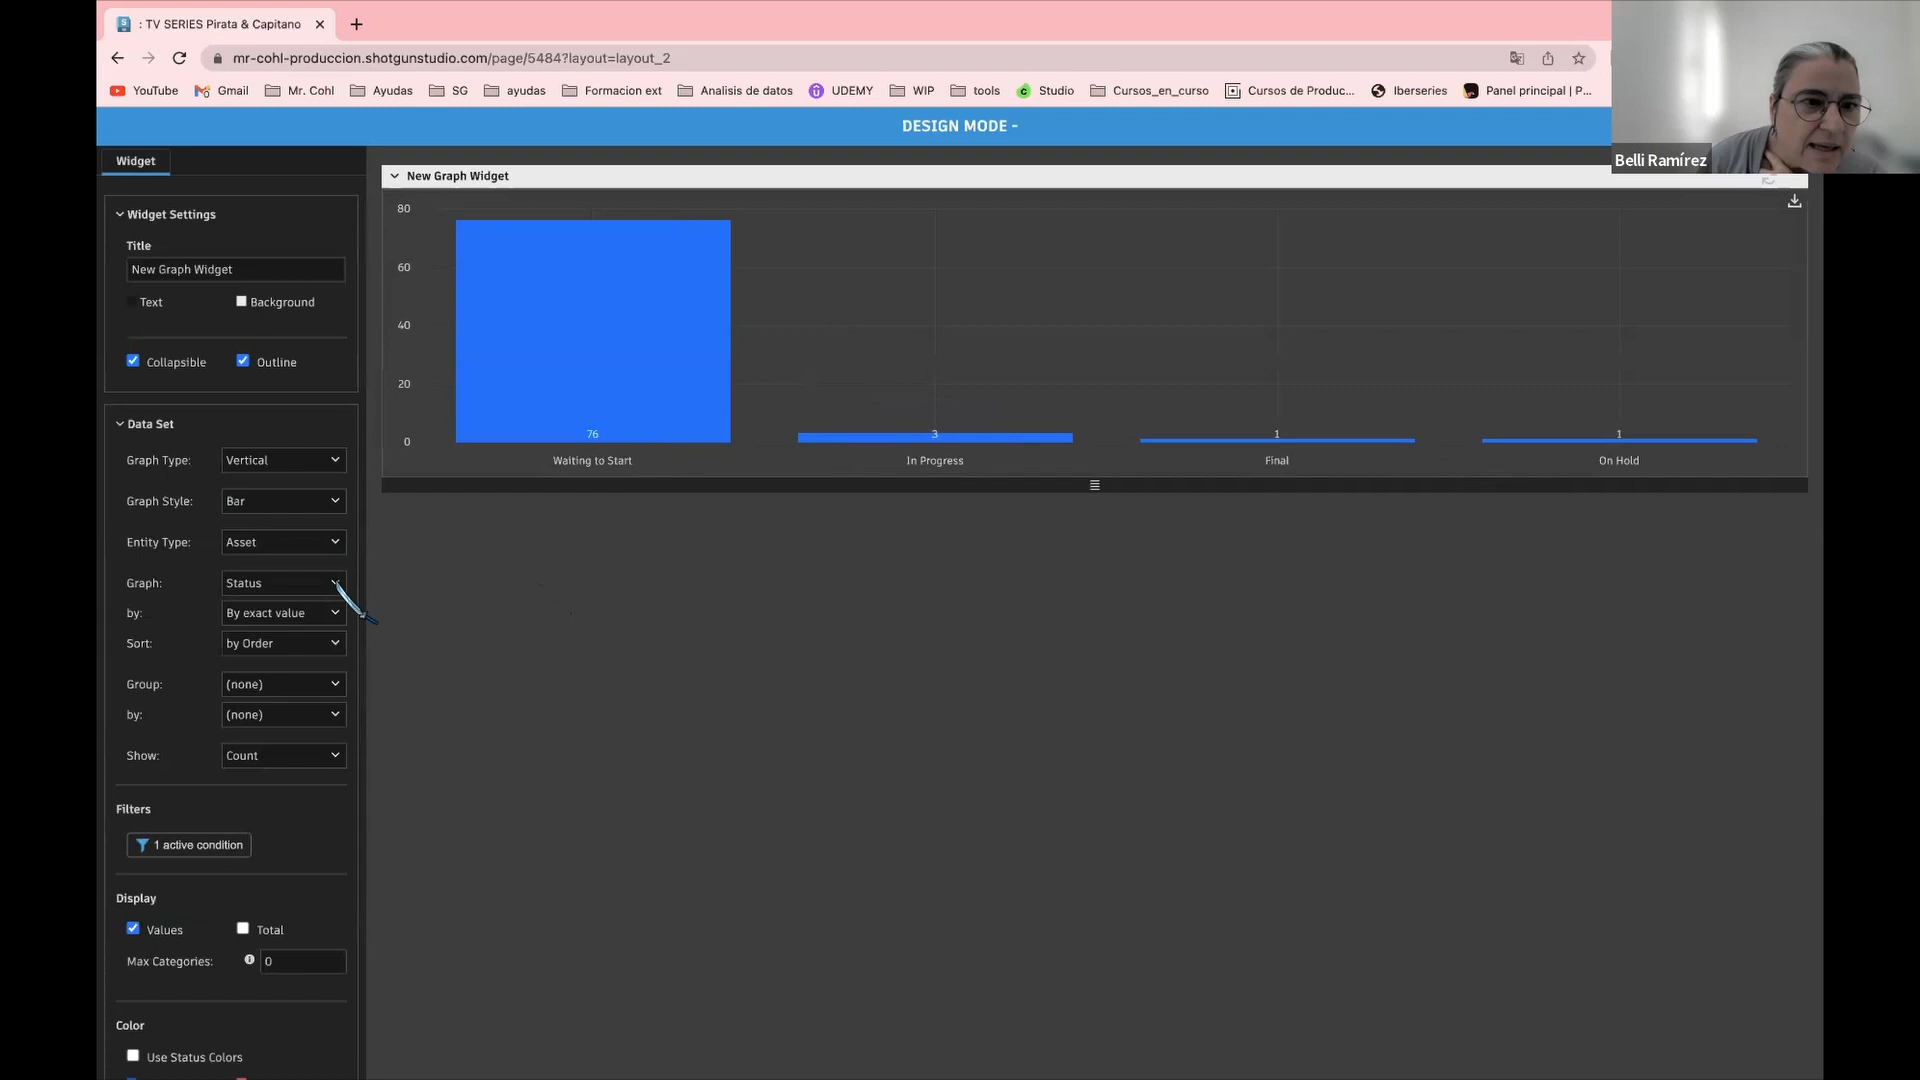 : TV SERIES Pirata & Capitano
mr-cohl-produccion.shotgunstudio.com/page/5484?layout=layout_2
YouTube Gmail Mr. Cohl Ayudas SG ayudas Formacion ext Analisis de datos UDEMY WIP tools Studio Cursos_en_curso Cursos de Produc... Iberseries Panel principal | P...
DESIGN MODE -
Belli Ramírez
Widget
Widget Settings
Title
New Graph Widget
Text Background
Collapsible Outline
Data Set
Graph Type: Vertical
Graph Style: Bar
Entity Type: Asset
Graph: Status
by: By exact value
Sort: by Order
Group: (none)
by: (none)
Show: Count
Filters
1 active condition
Display
Values Total
Max Categories: 0
Color
Use Status Colors
New Graph Widget
80
60
40
20
0
76 3 1 1
Waiting to Start In Progress Final On Hold